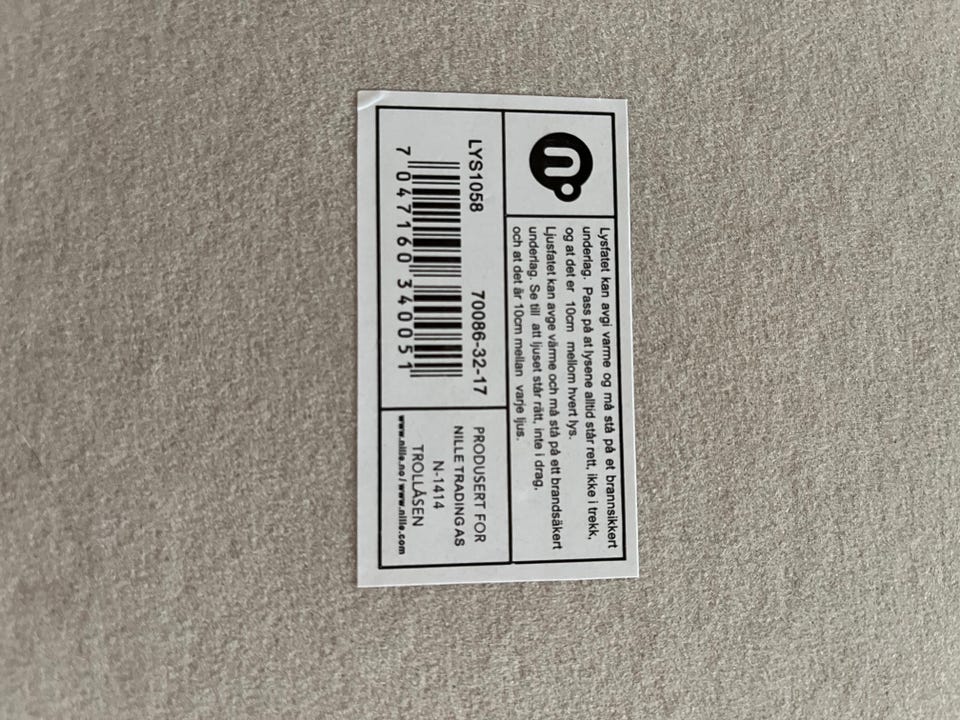 n
Lysfatet kan avgi varme og må stå på et brannsikkert
underlag. Pass på at lysene alltid står rett, ikke i trekk,
og at det er 10cm mellom hvert lys.
Ljusfatet kan avge värme och må stå på ett brandsäkert
underlag. Se till att ljuset står rätt, inte i drag,
och at det är 10cm mellan varje ljus.
LYS1058 70086-32-17
7 047160 340051
PRODUSERT FOR
NILLE TRADING AS
N-1414
TROLLÅSEN
www.nille.no / www.nille.com